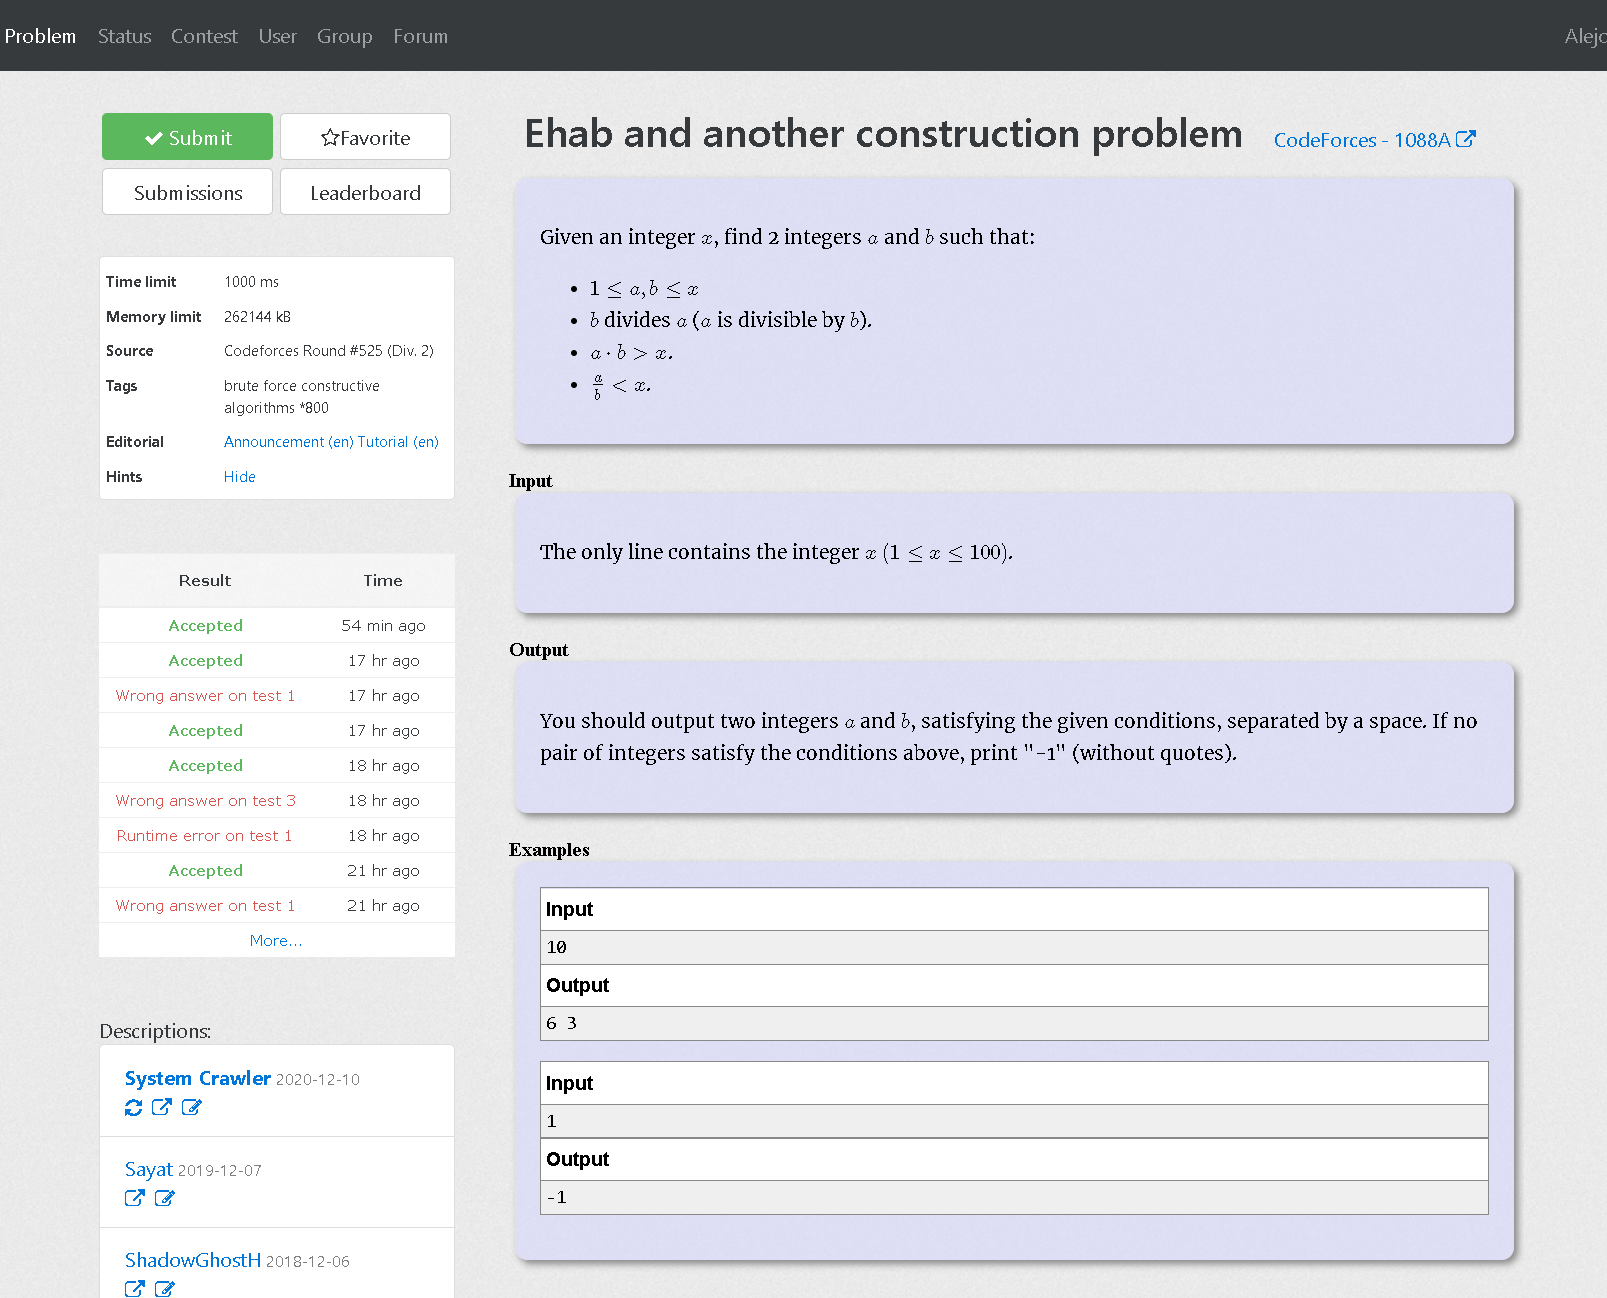 Problem Status Contest User Group Forum Alejo
Submit Favorite
Submissions Leaderboard
Time limit 1000 ms
Memory limit 262144 kB
Source Codeforces Round #525 (Div. 2)
Tags brute force constructive
algorithms *800
Editorial Announcement (en) Tutorial (en)
Hints Hide
Result Time
Accepted 54 min ago
Accepted 17 hr ago
Wrong answer on test 1 17 hr ago
Accepted 17 hr ago
Accepted 18 hr ago
Wrong answer on test 3 18 hr ago
Runtime error on test 1 18 hr ago
Accepted 21 hr ago
Wrong answer on test 1 21 hr ago
More...
Descriptions:
System Crawler 2020-12-10
Sayat 2019-12-07
ShadowGhostH 2018-12-06
Ehab and another construction problem CodeForces - 1088A
Given an integer x, find 2 integers a and b such that:
• 1 ≤ a, b ≤ x
• b divides a (a is divisible by b).
• a · b > x.
• a/b < x.
Input
The only line contains the integer x (1 ≤ x ≤ 100).
Output
You should output two integers a and b, satisfying the given conditions, separated by a space. If no
pair of integers satisfy the conditions above, print "-1" (without quotes).
Examples
Input
10
Output
6 3
Input
1
Output
-1